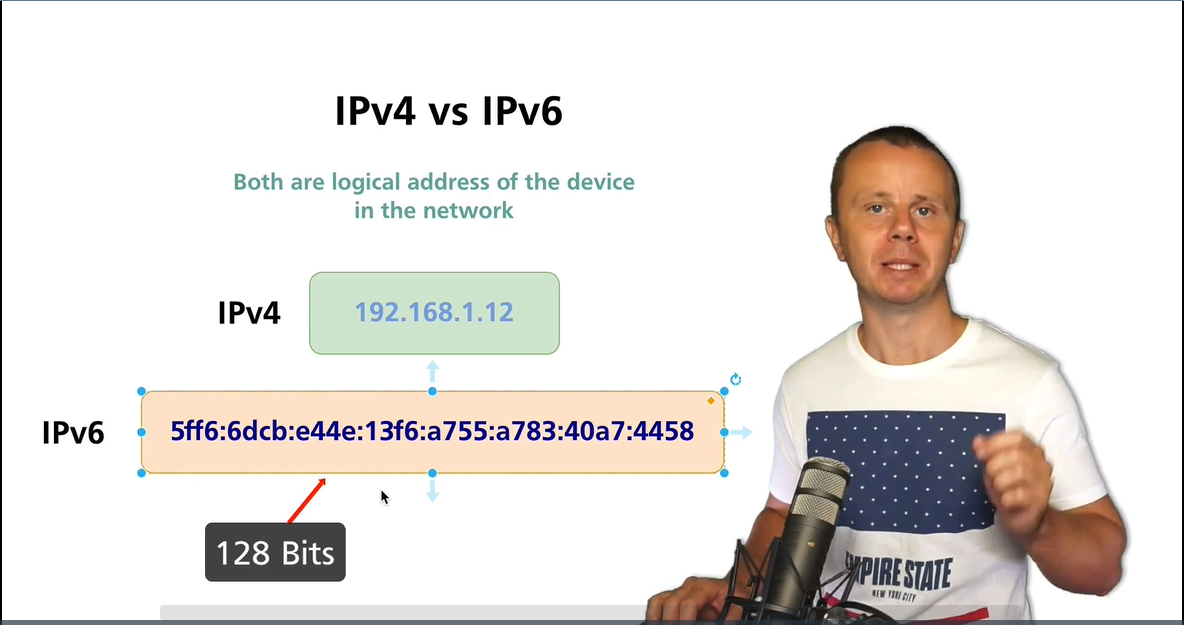 IPv4 vs IPv6
Both are logical address of the device
in the network
IPv4
192.168.1.12
IPv6
5ff6:6dcb:e44e:13f6:a755:a783:40a7:4458
128 Bits
EMPIRE STATE
NEW YORK CITY